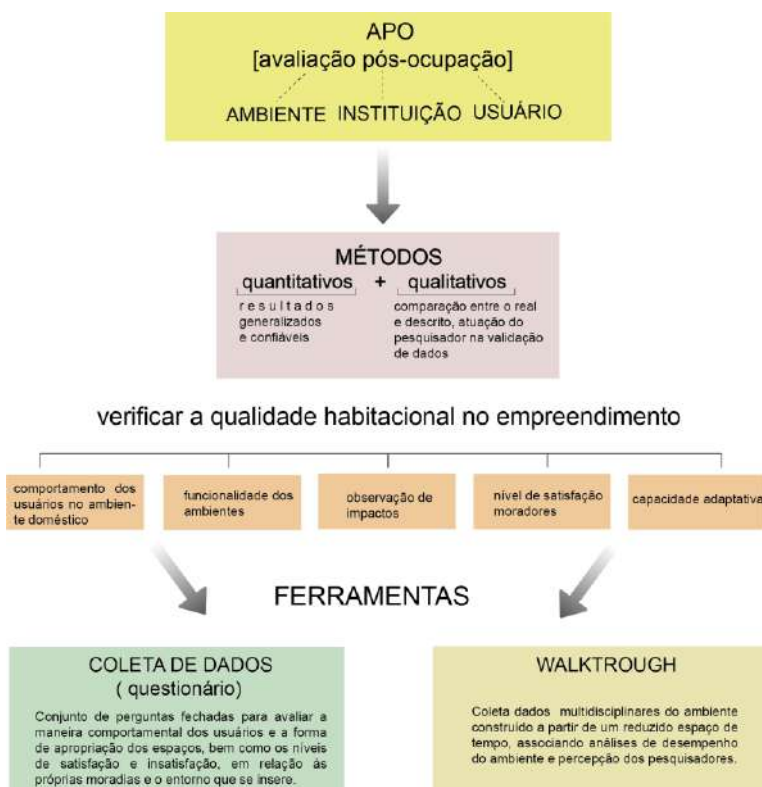 APO
[avaliação pós-ocupação]
AMBIENTE INSTITUIÇÃO USUÁRIO
MÉTODOS
quantitativos + qualitativos
resultados
generalizados
e confiáveis
comparação entre o real
e descrito, atuação do
pesquisador na validação
de dados
verificar a qualidade habitacional no empreendimento
comportamento dos
usuários no ambien-
te doméstico
funcionalidade dos
ambientes
observação de
impactos
nível de satisfação
moradores
capacidade adaptativa
FERRAMENTAS
COLETA DE DADOS
( questionário)
Conjunto de perguntas fechadas para avaliar a
maneira comportamental dos usuários e a forma
de apropriação dos espaços, bem como os níveis
de satisfação e insatisfação, em relação ás
próprias moradias e o entorno que se insere.
WALKTROUGH
Coleta dados multidisciplinares do ambiente
construído a partir de um reduzido espaço de
tempo, associando análises de desempenho
do ambiente e percepção dos pesquisadores.